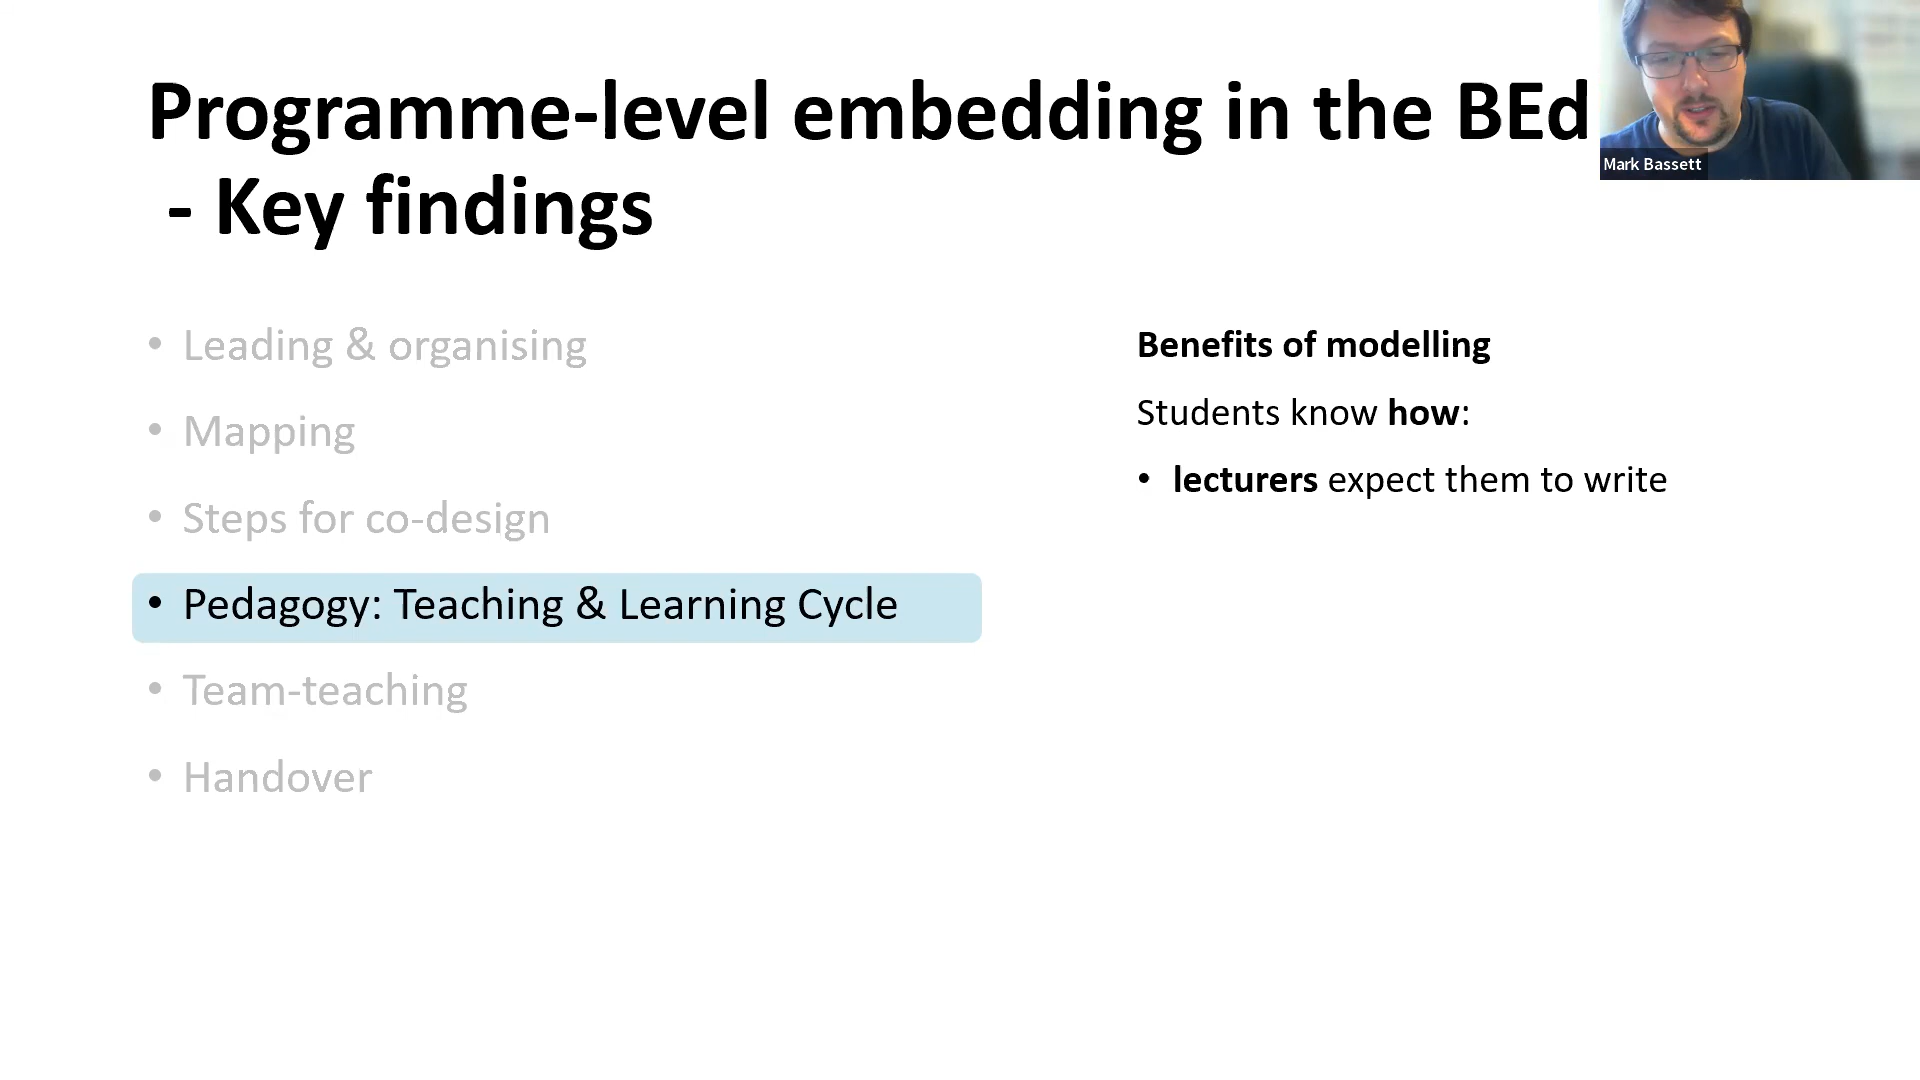 Programme-level embedding in the BEd
- Key findings
Mark Bassett
• Leading & organising
• Mapping
• Steps for co-design
• Pedagogy: Teaching & Learning Cycle
• Team-teaching
• Handover
Benefits of modelling
Students know how:
• lecturers expect them to write